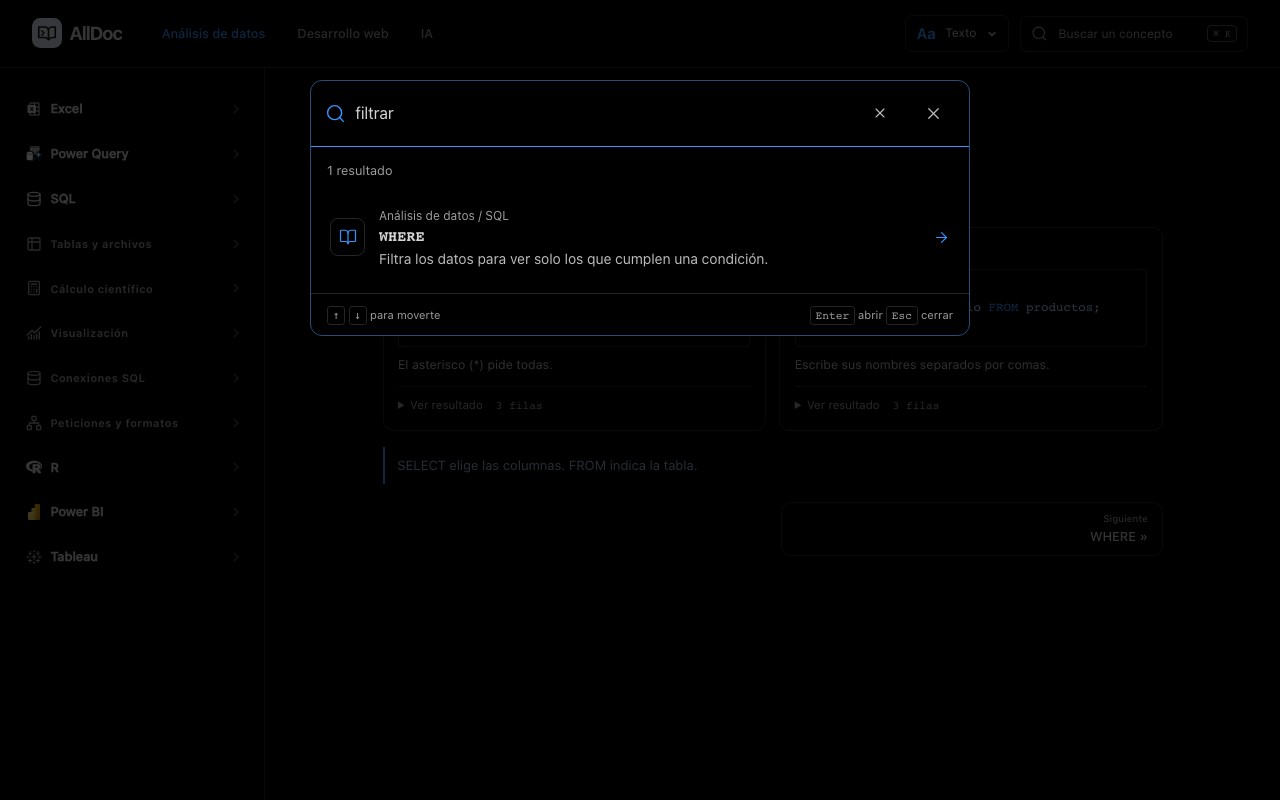 AllDoc
Análisis de datos
Desarrollo web
IA
Aa Texto
Buscar un concepto
⌘ K
Excel
Power Query
SQL
Tablas y archivos
Cálculo científico
Visualización
Conexiones SQL
Peticiones y formatos
R
Power BI
Tableau
filtrar
1 resultado
Análisis de datos / SQL
WHERE
Filtra los datos para ver solo los que cumplen una condición.
↑ ↓ para moverte
Enter abrir Esc cerrar
FROM productos;
El asterisco (*) pide todas.
Ver resultado 3 filas
Escribe sus nombres separados por comas.
Ver resultado 3 filas
SELECT elige las columnas. FROM indica la tabla.
Siguiente
WHERE »